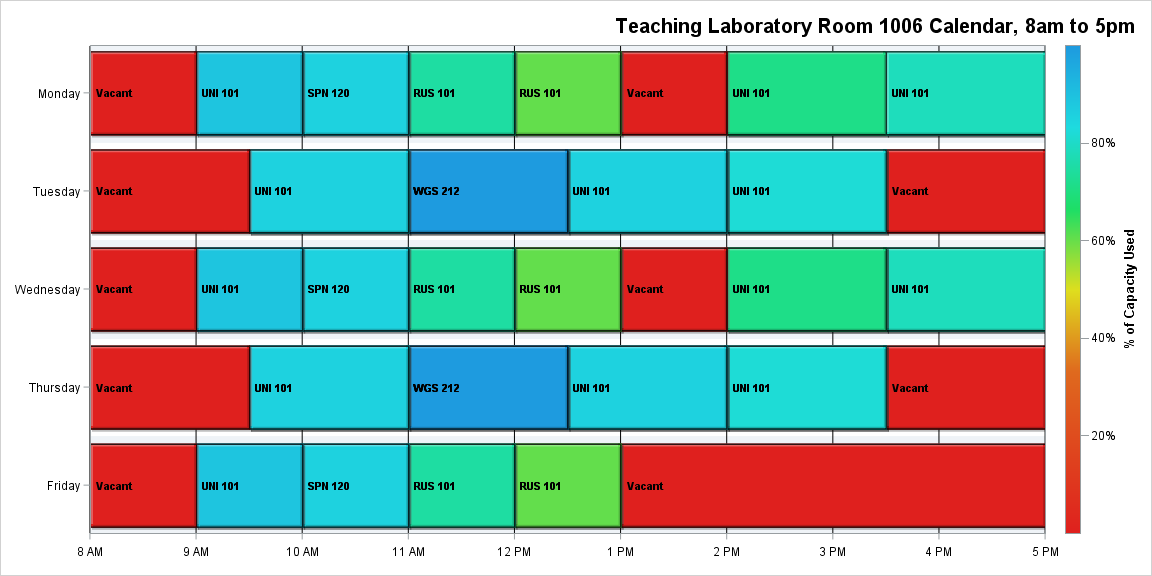 Teaching Laboratory Room 1006 Calendar, 8am to 5pm
Monday
Vacant
UNI 101
SPN 120
RUS 101
RUS 101
Vacant
UNI 101
UNI 101
Tuesday
Vacant
UNI 101
WGS 212
UNI 101
UNI 101
Vacant
Wednesday
Vacant
UNI 101
SPN 120
RUS 101
RUS 101
Vacant
UNI 101
UNI 101
Thursday
Vacant
UNI 101
WGS 212
UNI 101
UNI 101
Vacant
Friday
Vacant
UNI 101
SPN 120
RUS 101
RUS 101
Vacant
8 AM
9 AM
10 AM
11 AM
12 PM
1 PM
2 PM
3 PM
4 PM
5 PM
80%
60%
40%
20%
% of Capacity Used